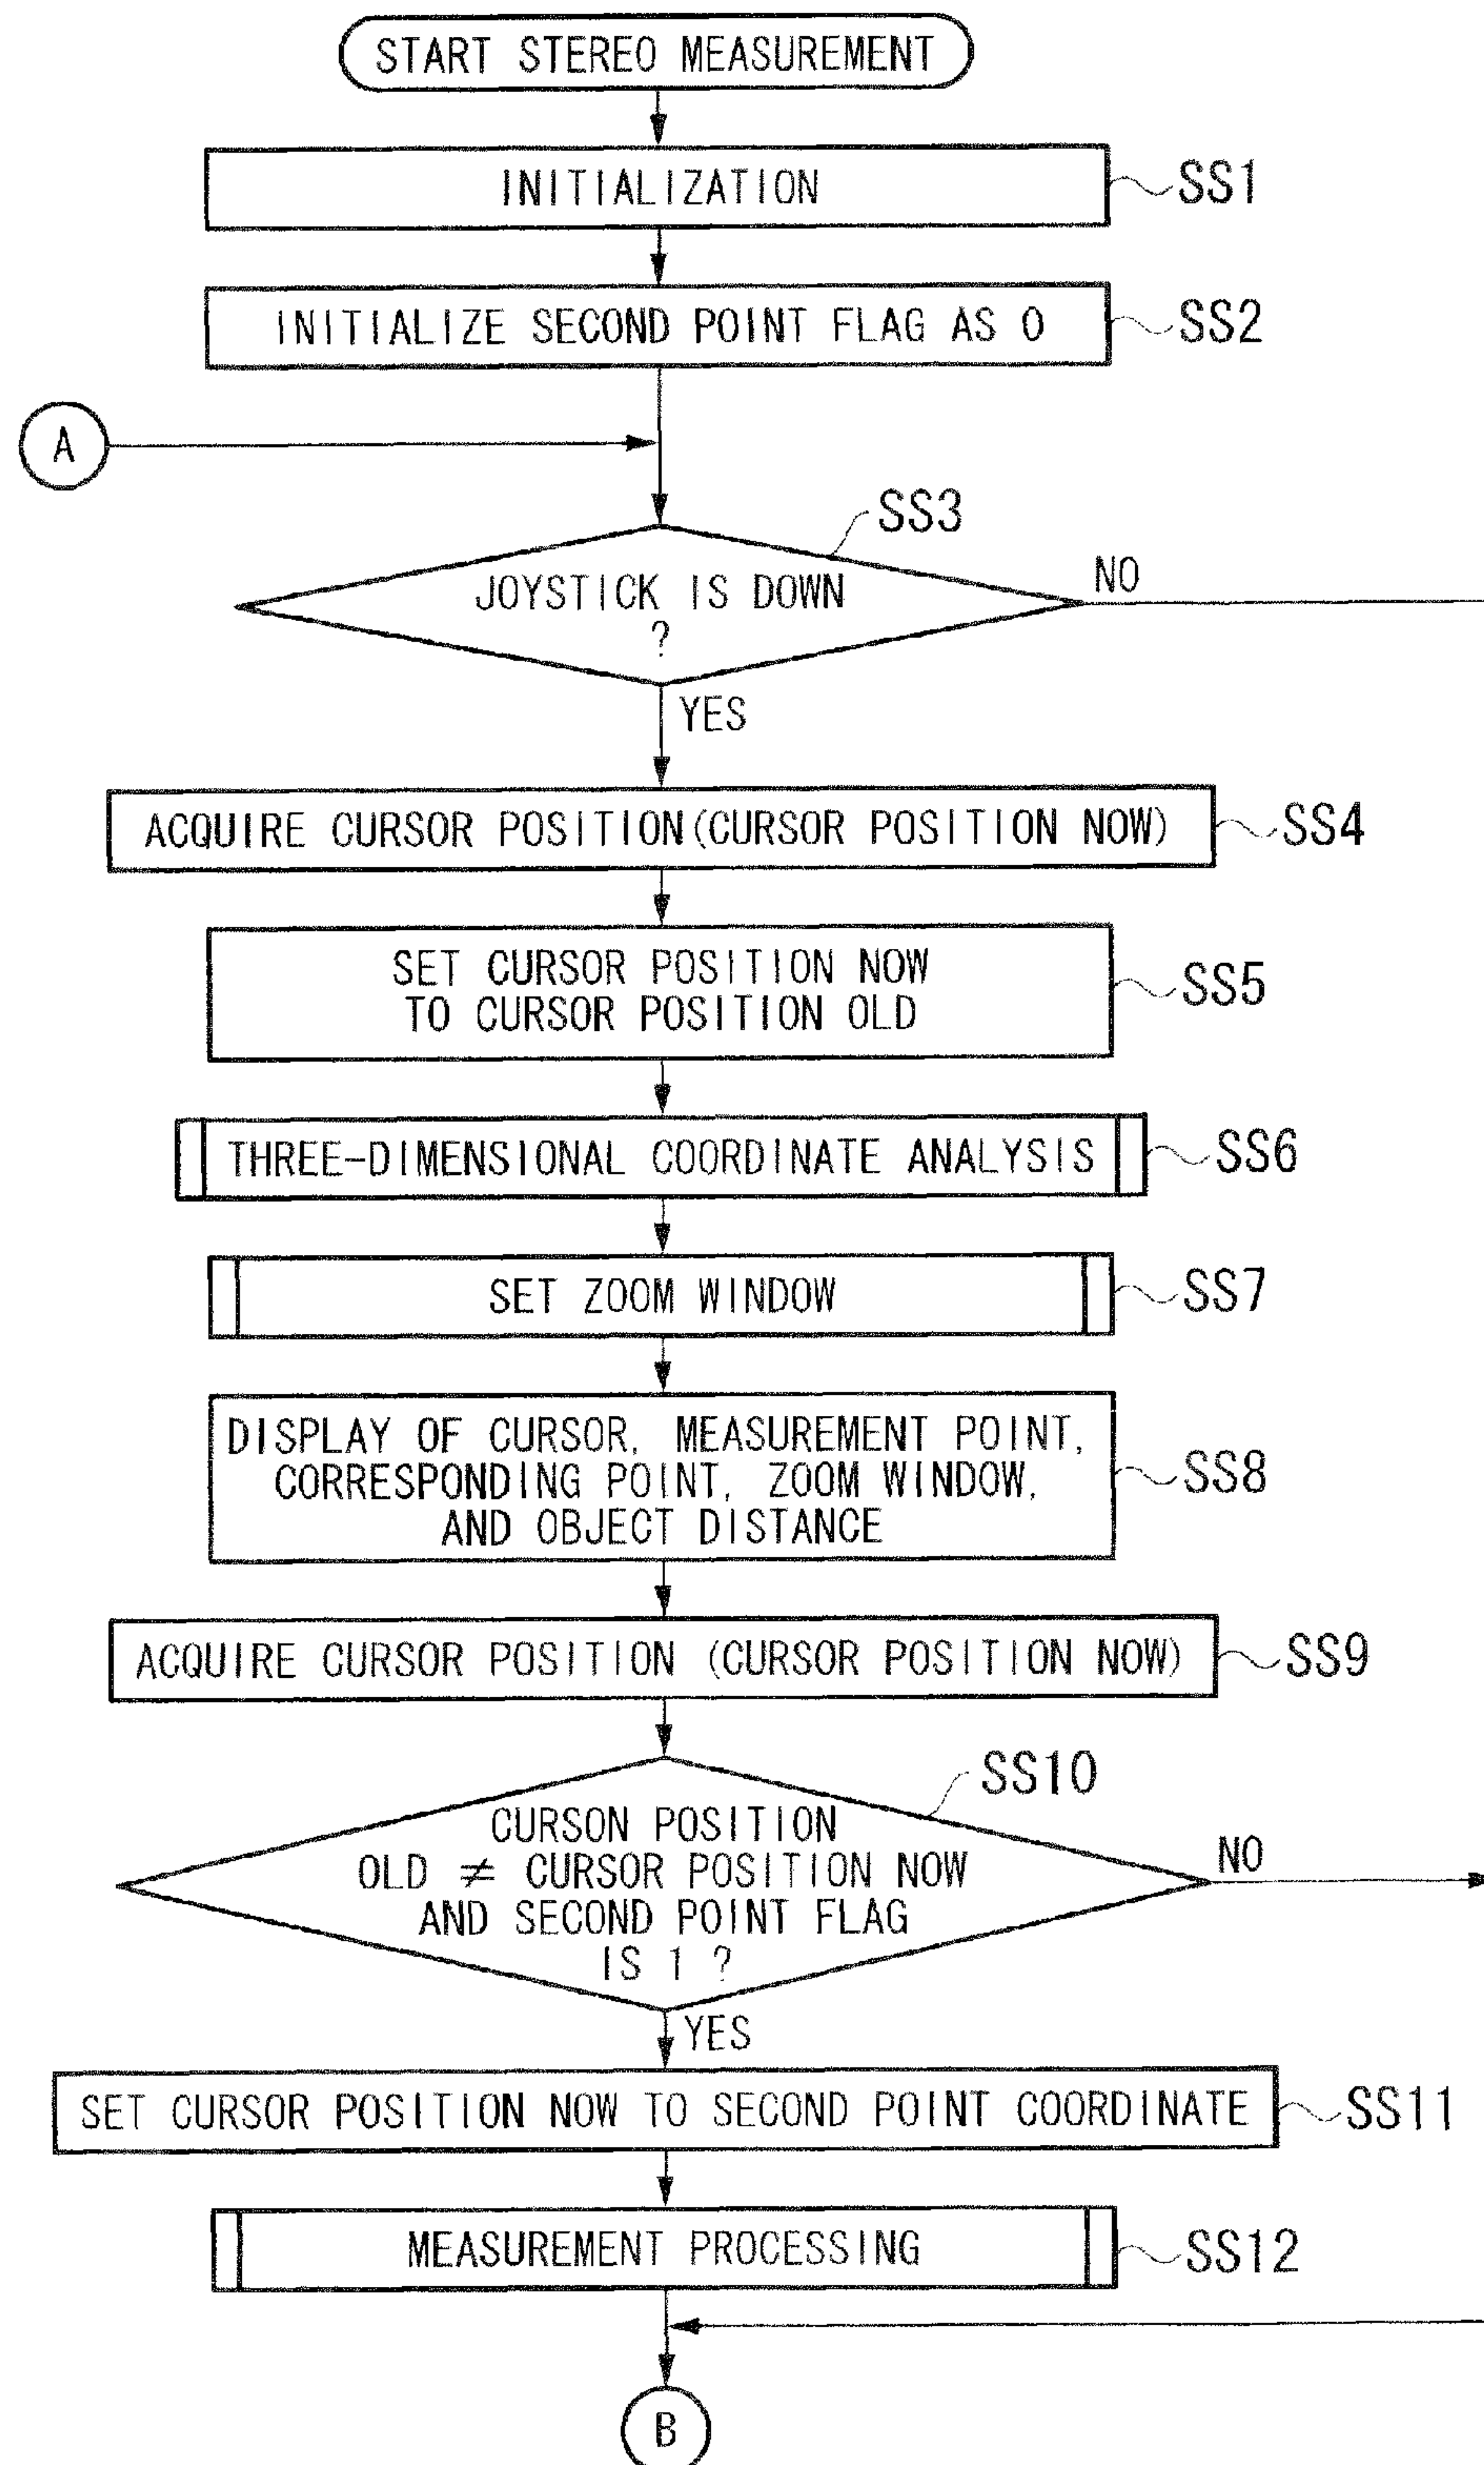 START STEREO MEASUREMENT
INITIALIZATION
SS1
INITIALIZE SECOND POINT FLAG AS 0
SS2
A
SS3
JOYSTICK IS DOWN
?
NO
YES
ACQUIRE CURSOR POSITION(CURSOR POSITION NOW)
SS4
SET CURSOR POSITION NOW
TO CURSOR POSITION OLD
SS5
THREE-DIMENSIONAL COORDINATE ANALYSIS
SS6
SET ZOOM WINDOW
SS7
DISPLAY OF CURSOR, MEASUREMENT POINT,
CORRESPONDING POINT, ZOOM WINDOW,
AND OBJECT DISTANCE
SS8
ACQUIRE CURSOR POSITION (CURSOR POSITION NOW)
SS9
SS10
CURSON POSITION
OLD ≠ CURSOR POSITION NOW
AND SECOND POINT FLAG
IS 1 ?
NO
YES
SET CURSOR POSITION NOW TO SECOND POINT COORDINATE
SS11
MEASUREMENT PROCESSING
SS12
B